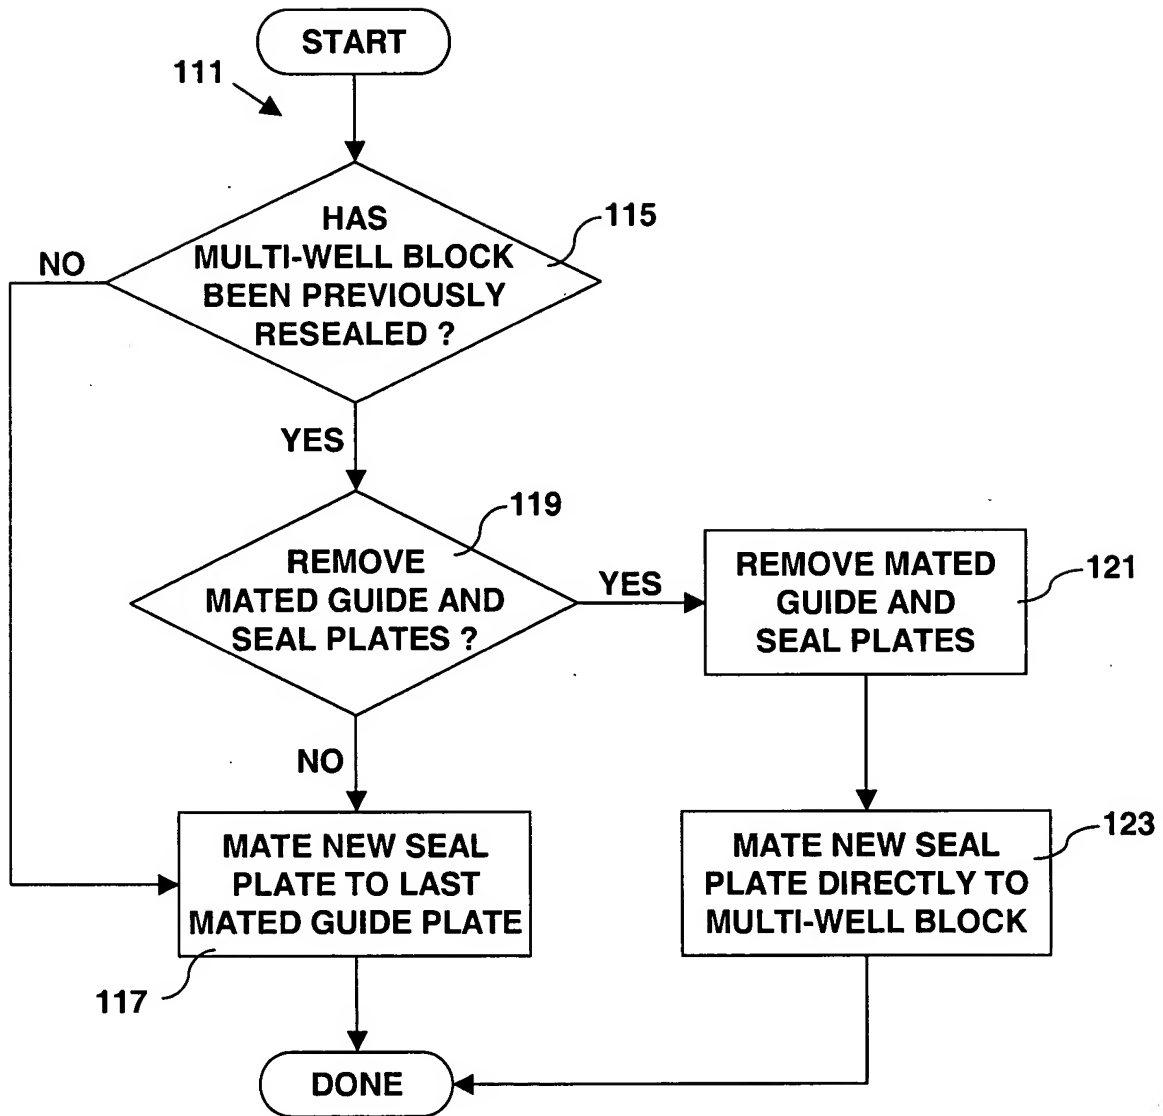 START
111
HAS
MULTI-WELL BLOCK
BEEN PREVIOUSLY
RESEALED ?
115
NO
YES
119
REMOVE
MATED GUIDE AND
SEAL PLATES ?
YES
REMOVE MATED
GUIDE AND
SEAL PLATES
121
NO
MATE NEW SEAL
PLATE TO LAST
MATED GUIDE PLATE
117
MATE NEW SEAL
PLATE DIRECTLY TO
MULTI-WELL BLOCK
123
DONE